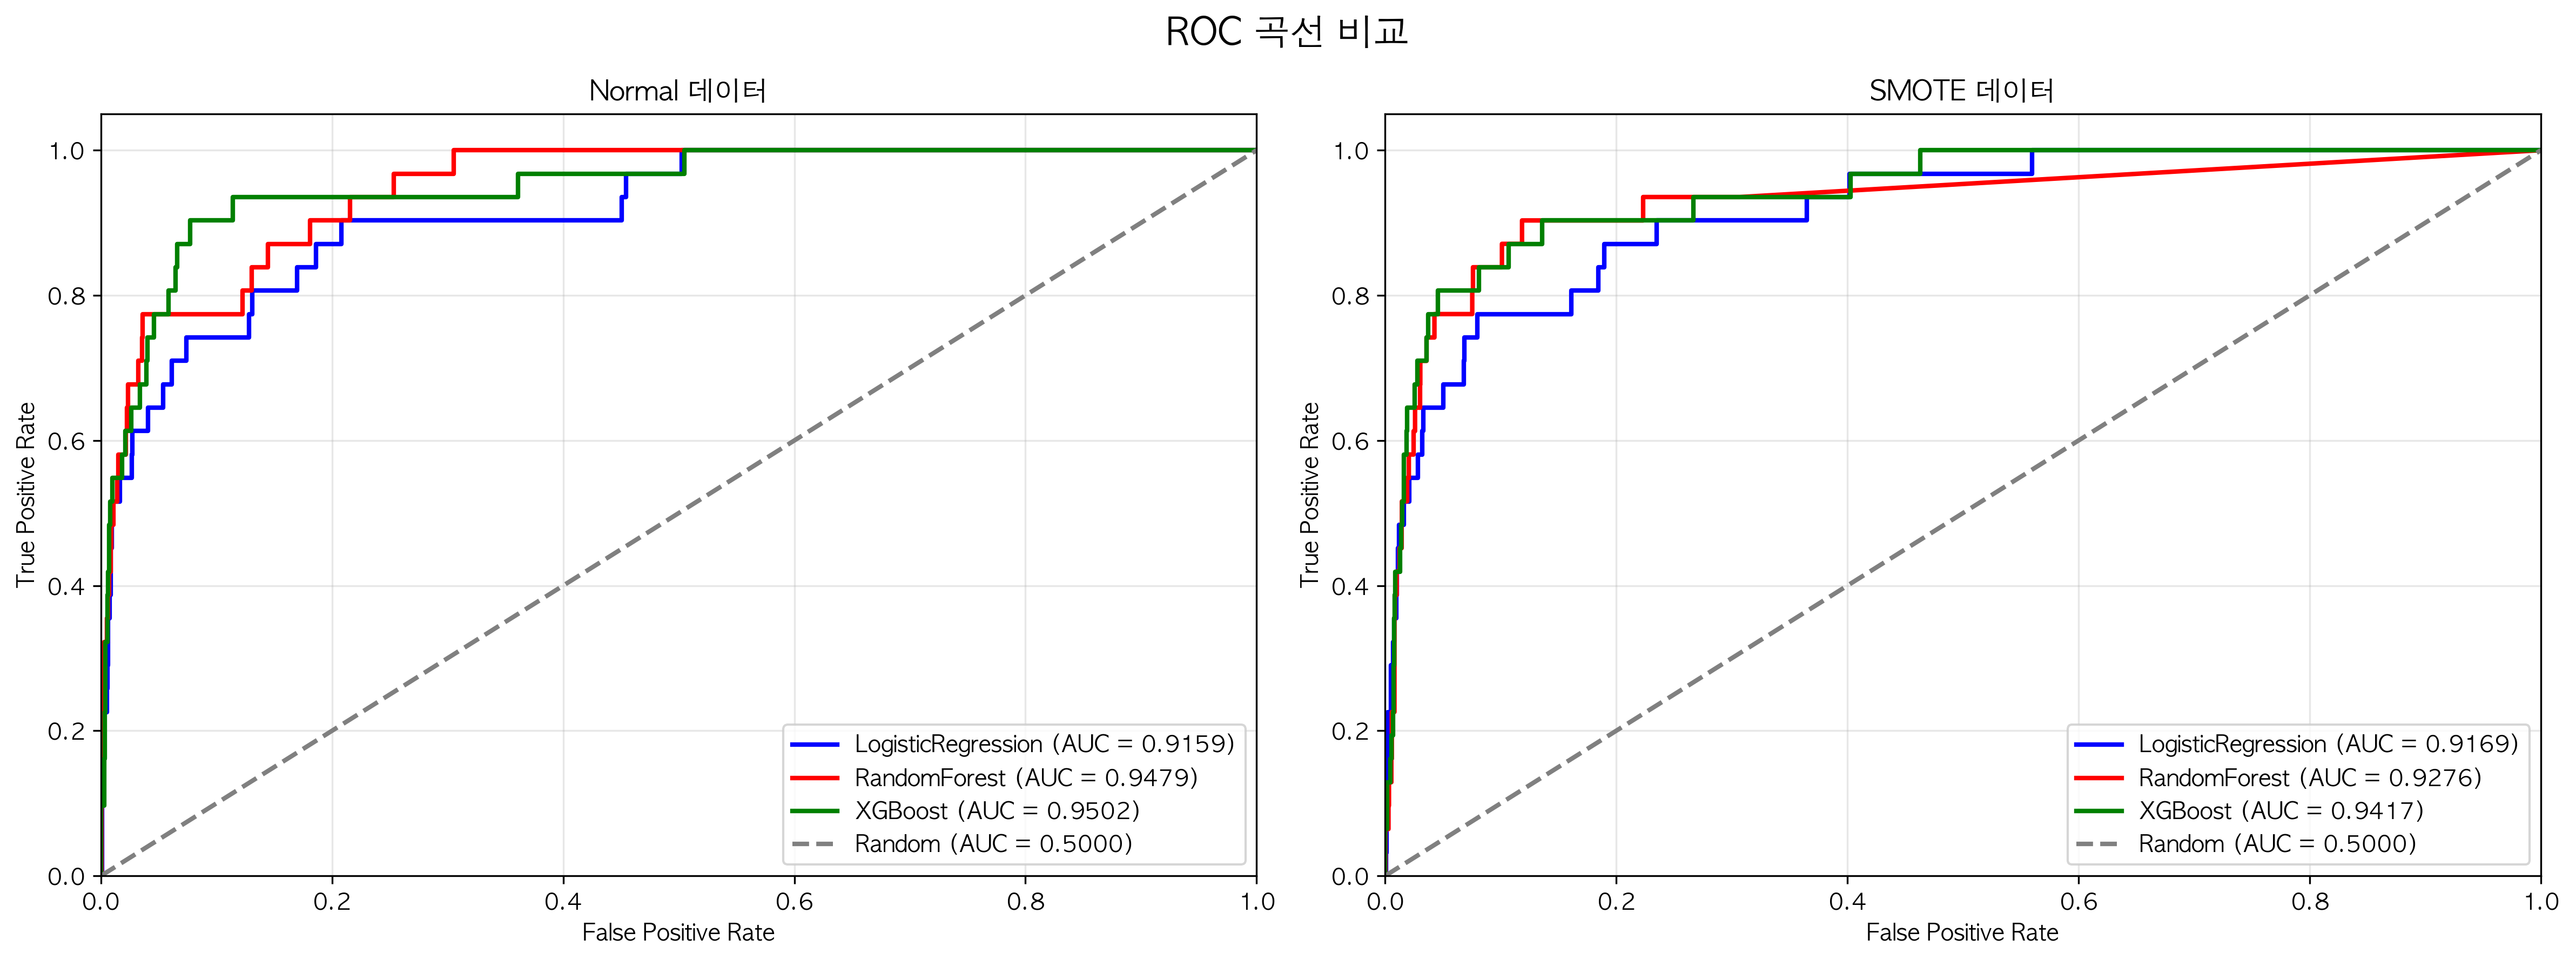 ROC 곡선 비교
Normal 데이터
True Positive Rate
1.0
0.8
0.6
0.4
0.2
0.0
0.0 0.2 0.4 0.6 0.8 1.0
False Positive Rate
LogisticRegression (AUC = 0.9159)
RandomForest (AUC = 0.9479)
XGBoost (AUC = 0.9502)
Random (AUC = 0.5000)
SMOTE 데이터
True Positive Rate
1.0
0.8
0.6
0.4
0.2
0.0
0.0 0.2 0.4 0.6 0.8 1.0
False Positive Rate
LogisticRegression (AUC = 0.9169)
RandomForest (AUC = 0.9276)
XGBoost (AUC = 0.9417)
Random (AUC = 0.5000)